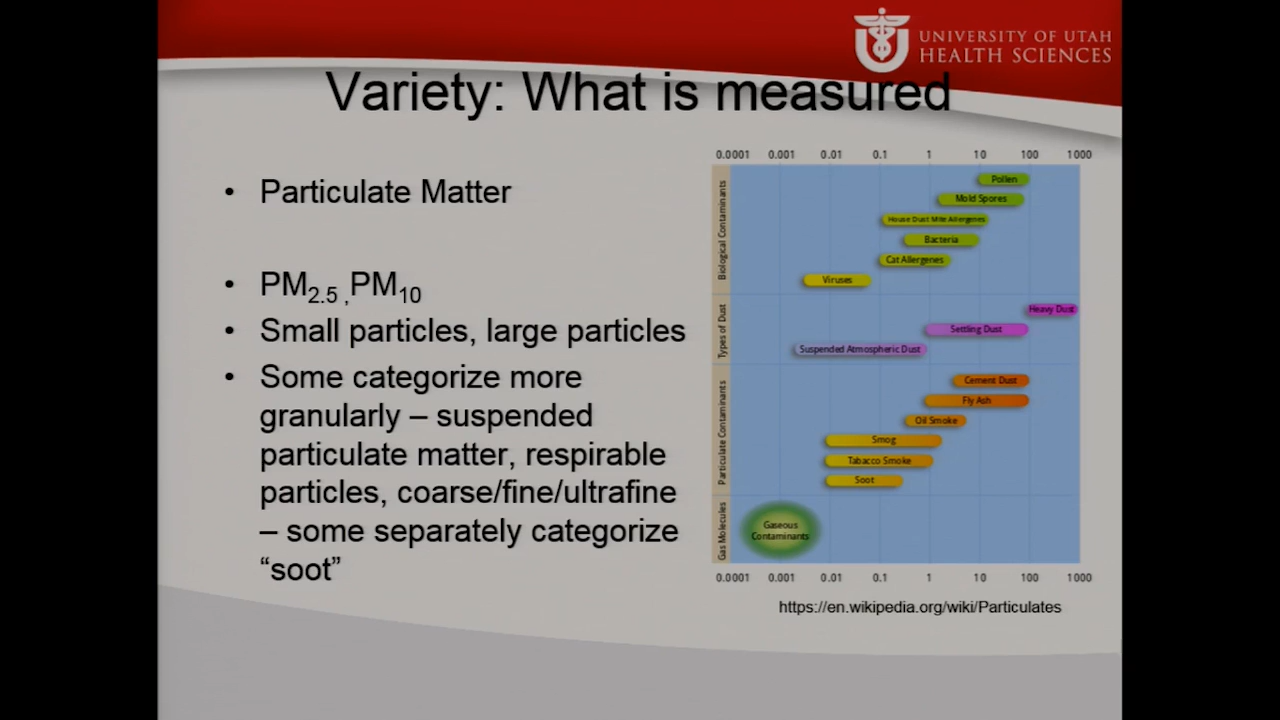 UNIVERSITY OF UTAH
HEALTH SCIENCES
Variety: What is measured
• Particulate Matter
• PM2.5 ,PM10
• Small particles, large particles
• Some categorize more
granularly – suspended
particulate matter, respirable
particles, coarse/fine/ultrafine
– some separately categorize
“soot”
0.0001 0.001 0.01 0.1 1 10 100 1000
Biological Contaminants
Pollen
Mold Spores
House Dust Mite Allergenes
Bacteria
Cat Allergenes
Viruses
Types of Dust
Heavy Dust
Settling Dust
Suspended Atmospheric Dust
Particulate Contaminants
Cement Dust
Fly Ash
Oil Smoke
Smog
Tabacco Smoke
Soot
Gas Molecules
Gaseous
Contaminants
0.0001 0.001 0.01 0.1 1 10 100 1000
https://en.wikipedia.org/wiki/Particulates